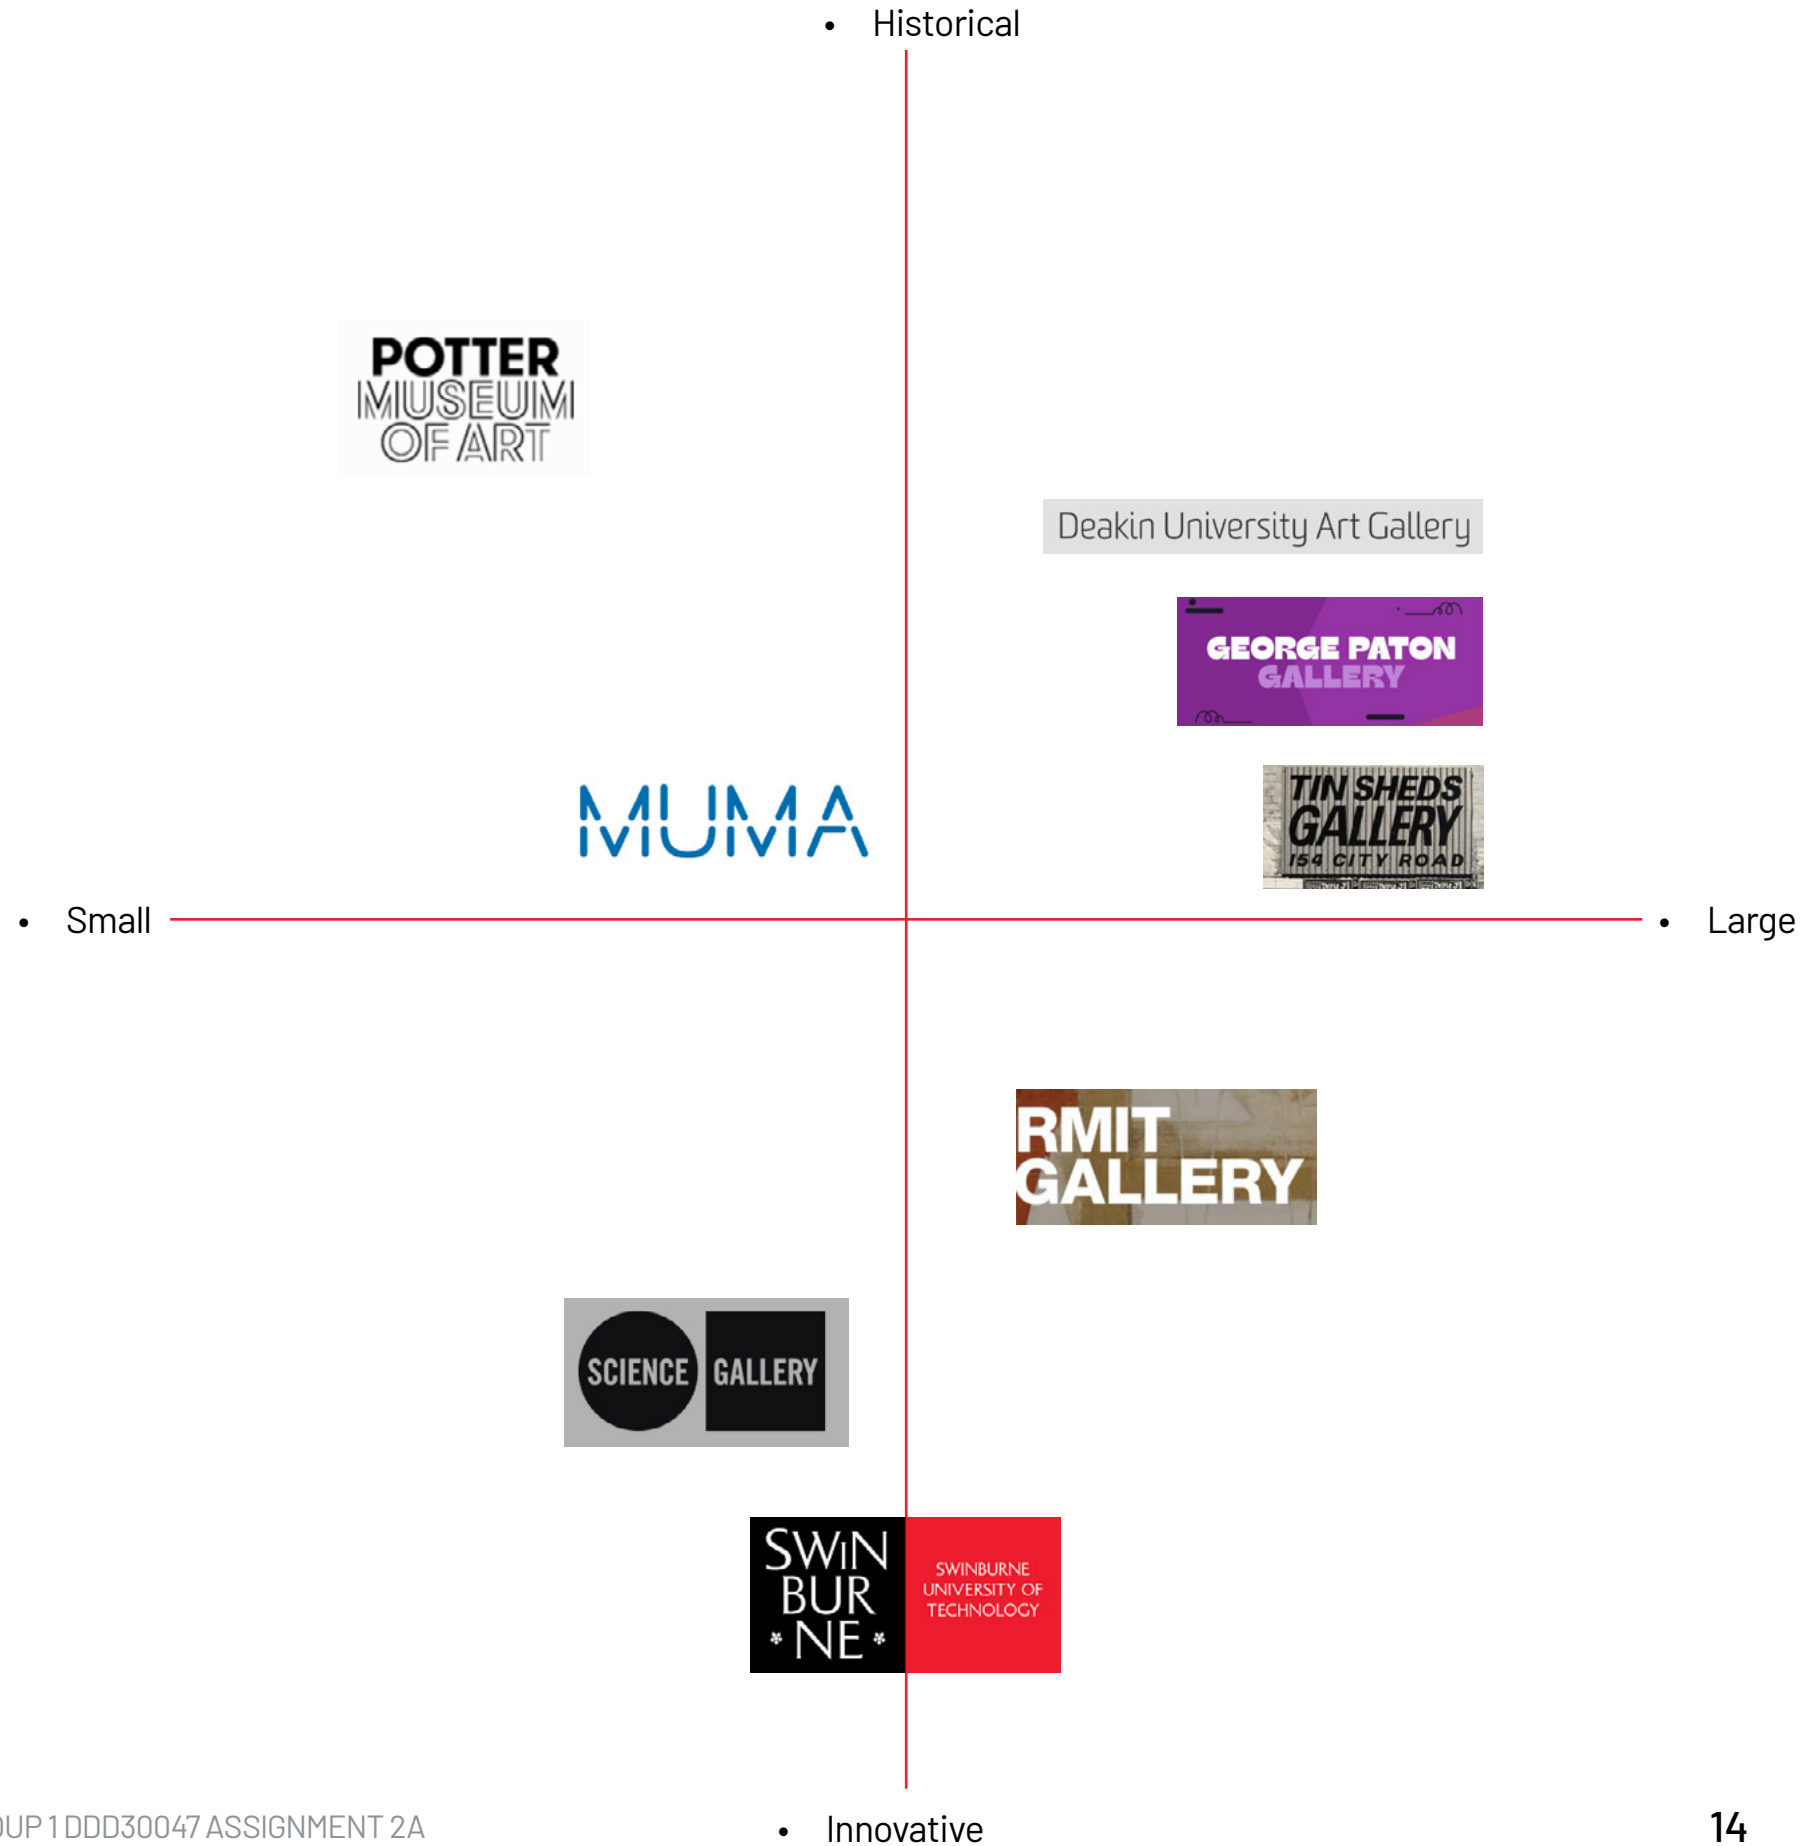 • Historical
POTTER
MUSEUM
OF ART
Deakin University Art Gallery
GEORGE PATON
GALLERY
MUMA
TIN SHEDS
GALLERY
154 CITY ROAD
• Small
• Large
RMIT
GALLERY
SCIENCE GALLERY
SWIN
BUR
NE
SWINBURNE
UNIVERSITY OF
TECHNOLOGY
1 DDD30047 ASSIGNMENT 2A
• Innovative
14